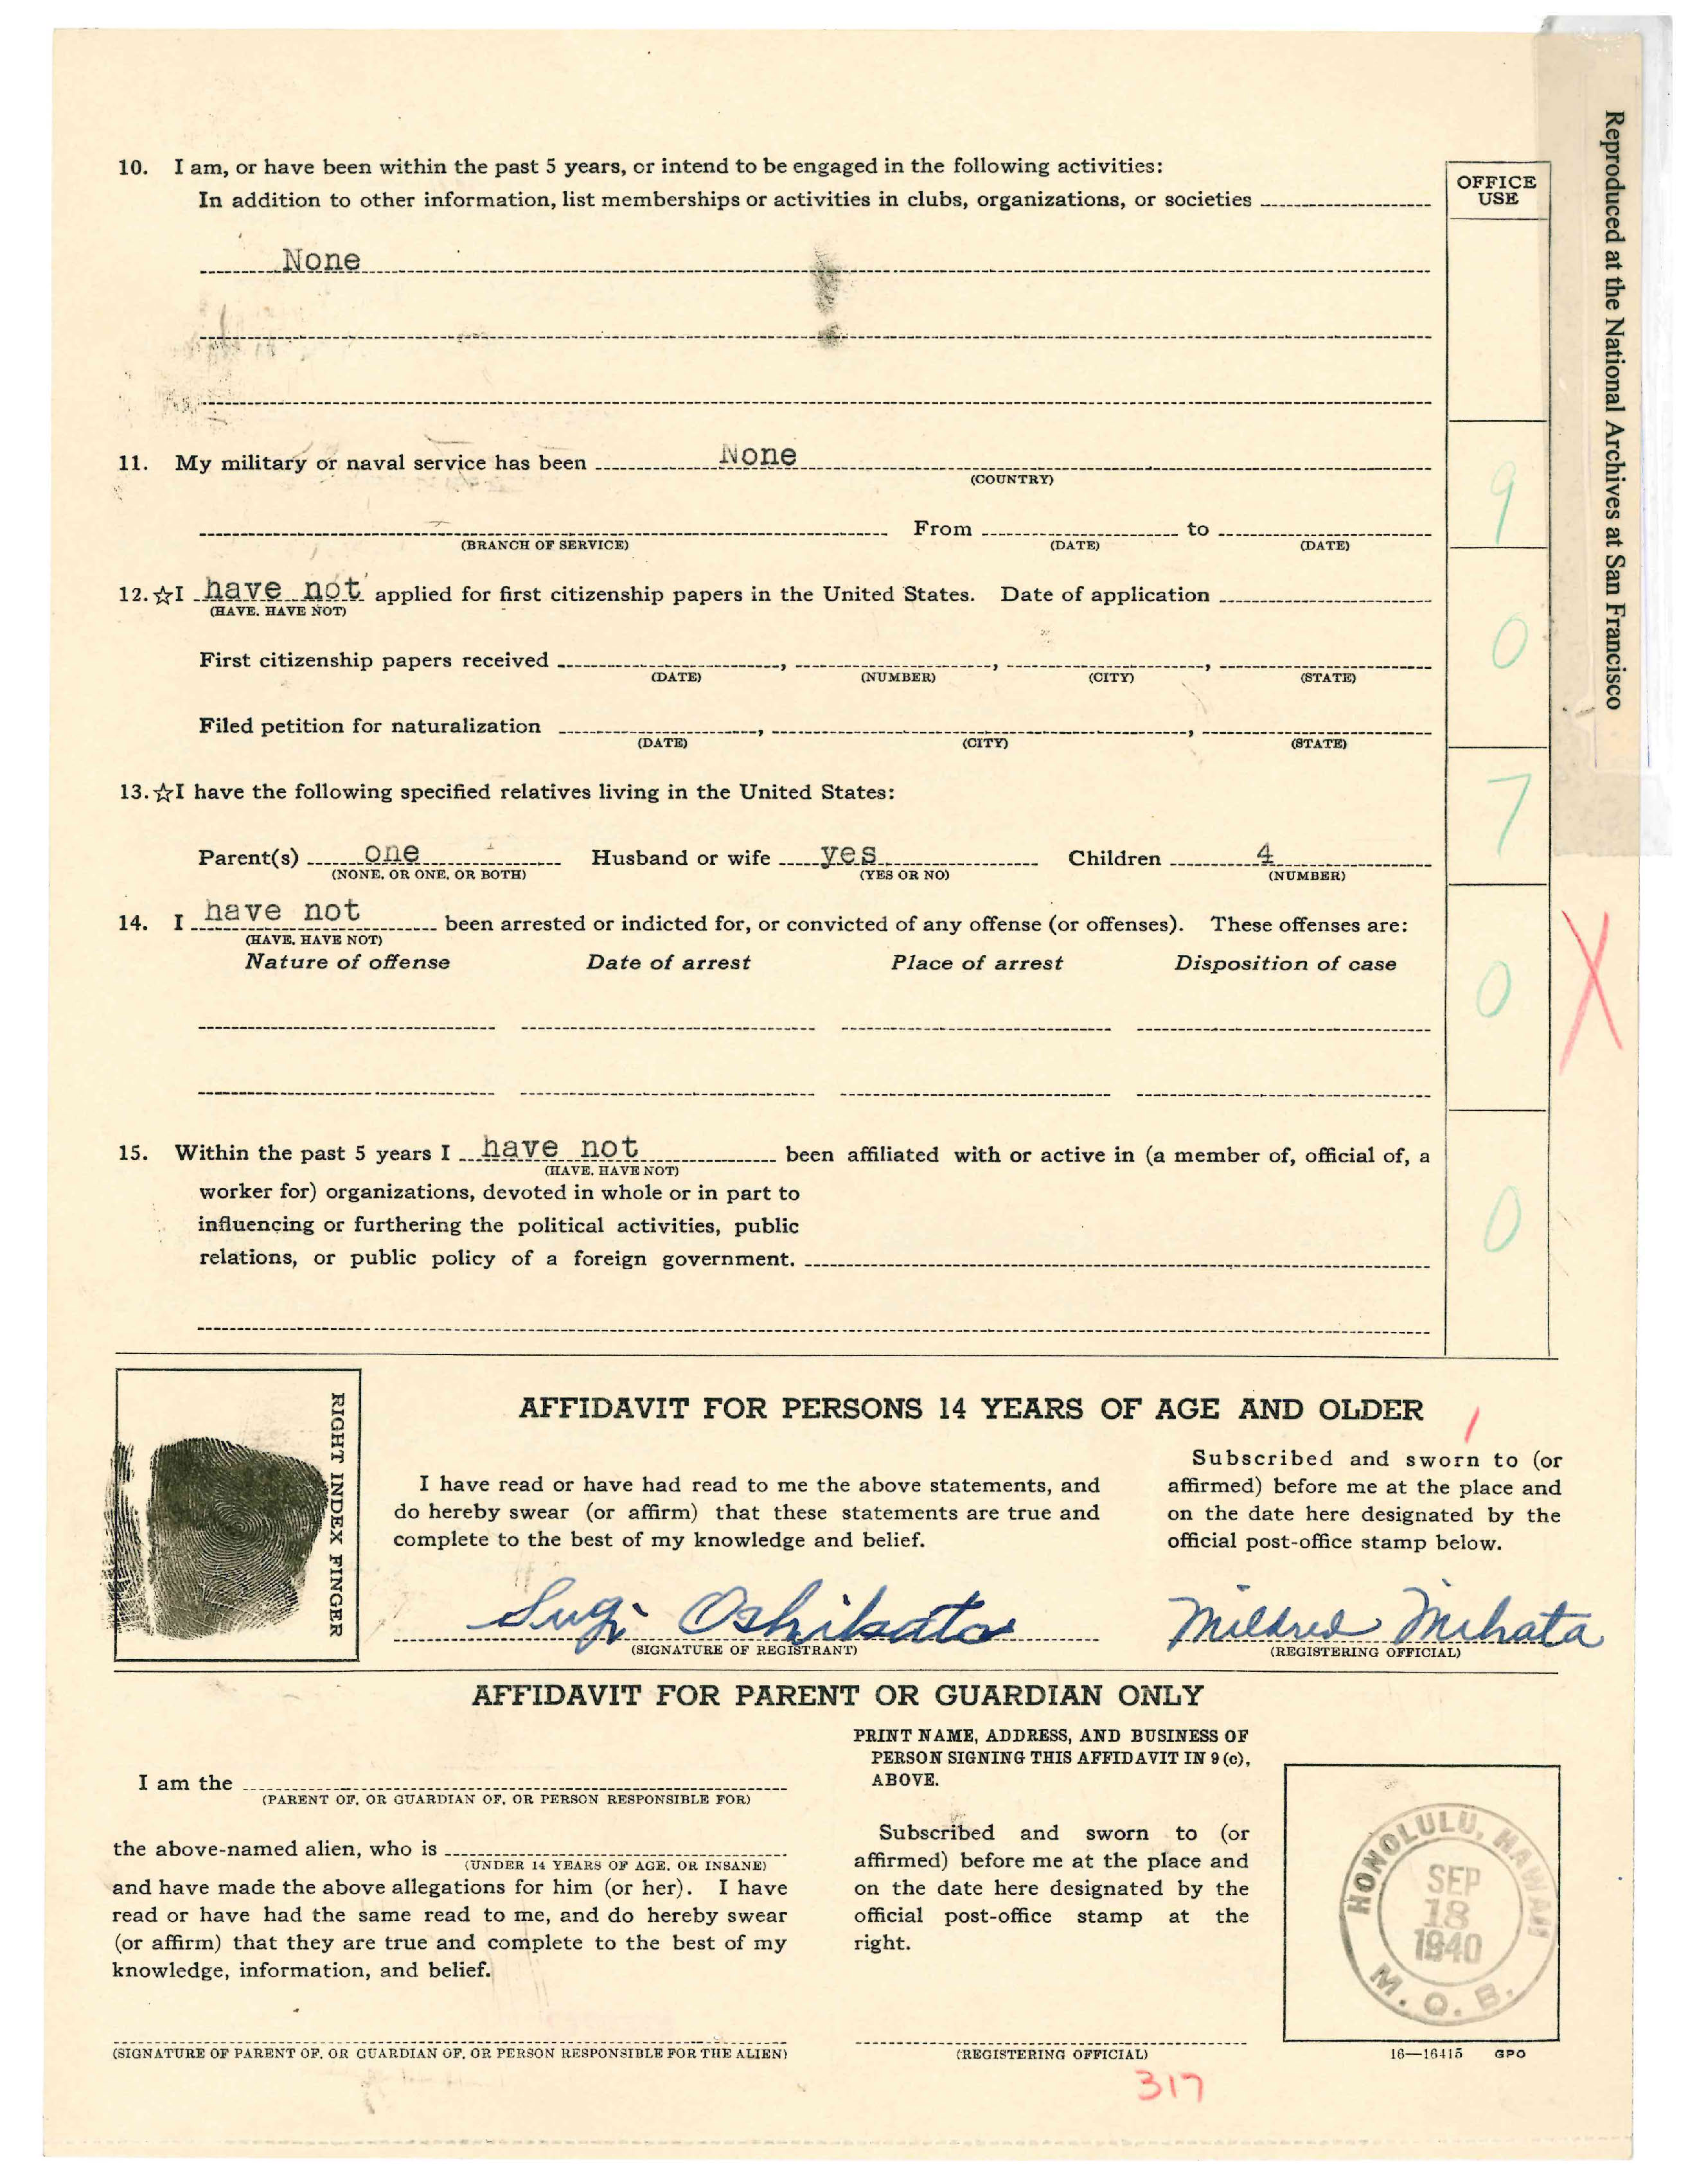 10. I am, or have been within the past 5 years, or intend to be engaged in the following activities:
In addition to other information, list memberships or activities in clubs, organizations, or societies
None
OFFICE
USE
Reproduced at the National Archives at San Francisco
11. My military or naval service has been None
(COUNTRY)
From to
(BRANCH OF SERVICE) (DATE) (DATE)
9
12. ☆I have not applied for first citizenship papers in the United States. Date of application
(HAVE, HAVE NOT)
0
First citizenship papers received , , ,
(DATE) (NUMBER) (CITY) (STATE)
Filed petition for naturalization , ,
(DATE) (CITY) (STATE)
13. ☆I have the following specified relatives living in the United States:
7
Parent(s) one Husband or wife yes Children 4
(NONE, OR ONE, OR BOTH) (YES OR NO) (NUMBER)
14. I have not been arrested or indicted for, or convicted of any offense (or offenses). These offenses are:
(HAVE, HAVE NOT)
Nature of offense Date of arrest Place of arrest Disposition of case
0 X
15. Within the past 5 years I have not been affiliated with or active in (a member of, official of, a
(HAVE, HAVE NOT)
worker for) organizations, devoted in whole or in part to
influencing or furthering the political activities, public
relations, or public policy of a foreign government.
0
RIGHT INDEX FINGER
AFFIDAVIT FOR PERSONS 14 YEARS OF AGE AND OLDER
I have read or have had read to me the above statements, and
do hereby swear (or affirm) that these statements are true and
complete to the best of my knowledge and belief.
Sugi Oshikato
(SIGNATURE OF REGISTRANT)
Subscribed and sworn to (or
affirmed) before me at the place and
on the date here designated by the
official post-office stamp below.
Mildred Mihata
(REGISTERING OFFICIAL)
AFFIDAVIT FOR PARENT OR GUARDIAN ONLY
I am the
(PARENT OF, OR GUARDIAN OF, OR PERSON RESPONSIBLE FOR)
the above-named alien, who is
(UNDER 14 YEARS OF AGE, OR INSANE)
and have made the above allegations for him (or her). I have
read or have had the same read to me, and do hereby swear
(or affirm) that they are true and complete to the best of my
knowledge, information, and belief.
(SIGNATURE OF PARENT OF, OR GUARDIAN OF, OR PERSON RESPONSIBLE FOR THE ALIEN)
PRINT NAME, ADDRESS, AND BUSINESS OF
PERSON SIGNING THIS AFFIDAVIT IN 9 (c),
ABOVE.
Subscribed and sworn to (or
affirmed) before me at the place and
on the date here designated by the
official post-office stamp at the
right.
(REGISTERING OFFICIAL)
317
HONOLULU, HAWAII
SEP
18
1940
M. O. B.
16—16415 GPO